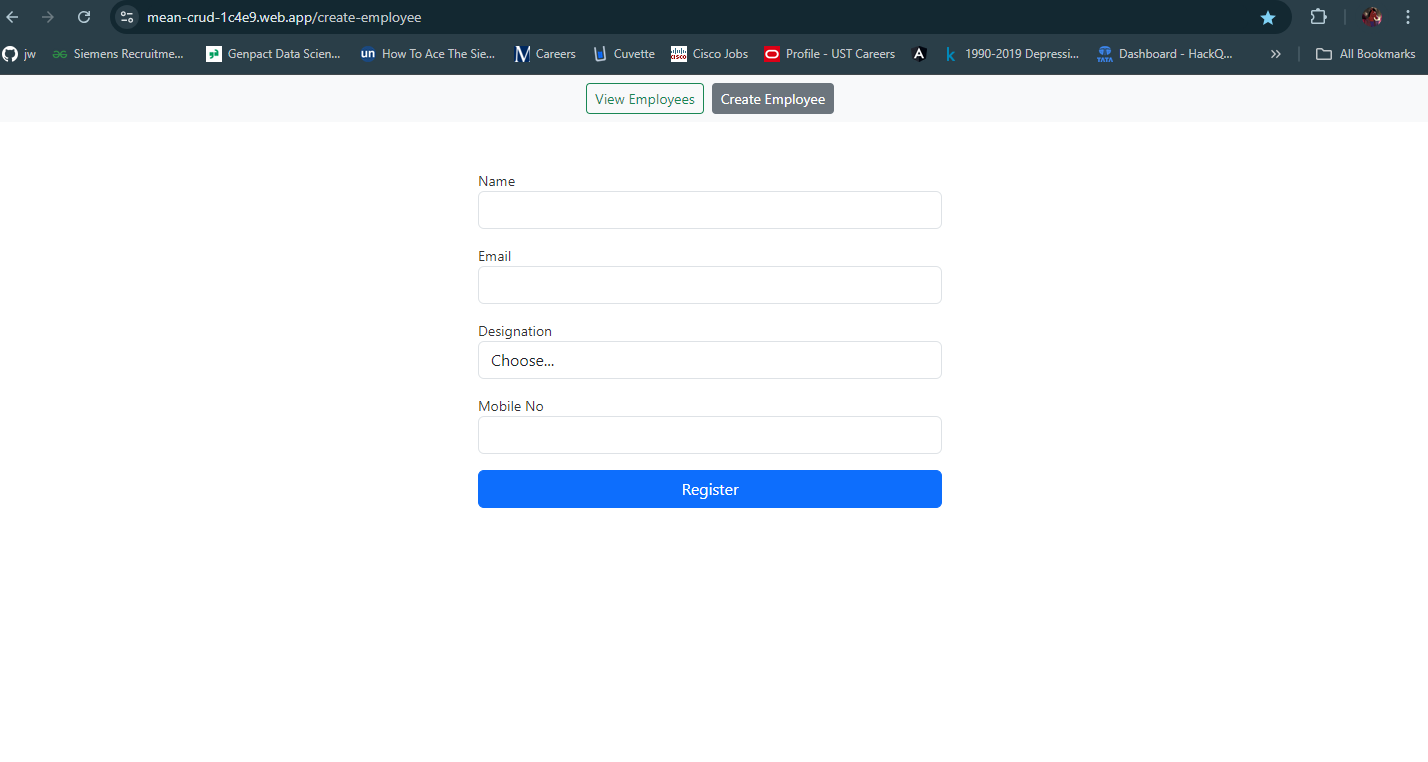 mean-crud-1c4e9.web.app/create-employee
jw Siemens Recruitme... Genpact Data Scien... un How To Ace The Sie... M Careers Cuvette cisco Cisco Jobs Profile - UST Careers A k 1990-2019 Depressi... TATA Dashboard - HackQ... » All Bookmarks
View Employees Create Employee
Name
Email
Designation
Choose...
Mobile No
Register